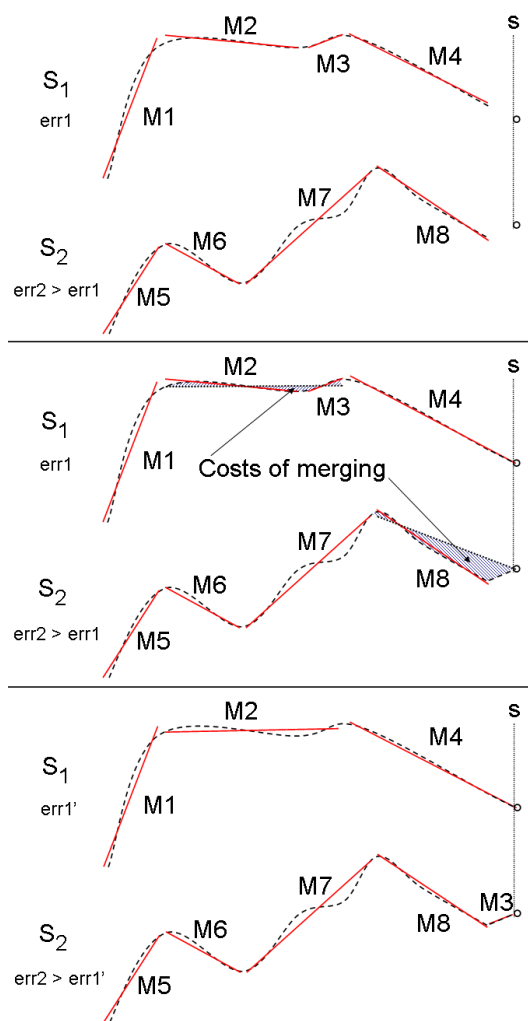 s
M2
M4
M3
S1
err1
M1
M7
M6
M8
S2
err2 > err1
M5
s
M2
M3
M4
S1
err1
M1
Costs of merging
M7
M8
M6
S2
err2 > err1
M5
s
M2
M4
S1
err1'
M1
M7
M3
M8
M6
S2
err2 > err1'
M5